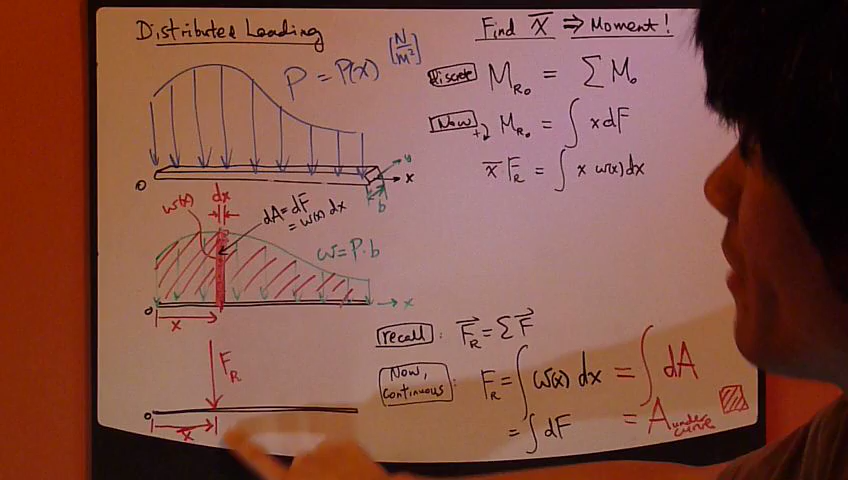 Distributed Loading
P = P(x) [N/m²]
O
x
y
b
w(x)
dx
dA = dF
= w(x) dx
w = P·b
x
O
x
F_R
O
x̄
Find x̄ ⇒ Moment!
Discrete M_Ro = Σ M_o
Now M_Ro = ∫ x dF
x̄ F_R = ∫ x w(x) dx
recall: F⃗_R = Σ F⃗
Now, continuous: F_R = ∫ w(x) dx = ∫ dA
= ∫ dF = A under curve